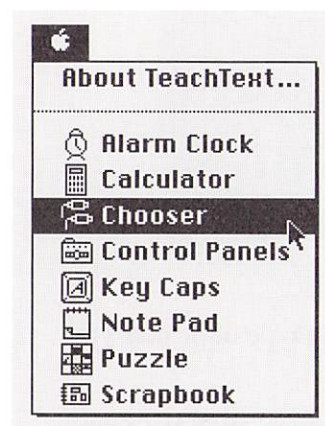 About TeachText...
Alarm Clock
Calculator
Chooser
Control Panels
Key Caps
Note Pad
Puzzle
Scrapbook